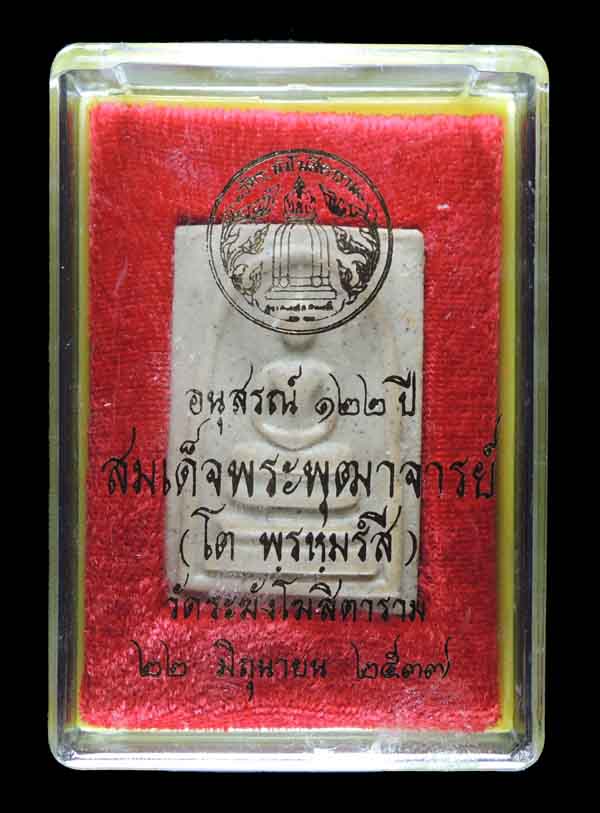 อนุสรณ์ ๑๒๒ ปี
สมเด็จพระพุฒาจารย์
(โต พฺรหฺมรํสี)
วัดระฆังโฆสิตาราม
๒๒ มิถุนายน ๒๕๓๗